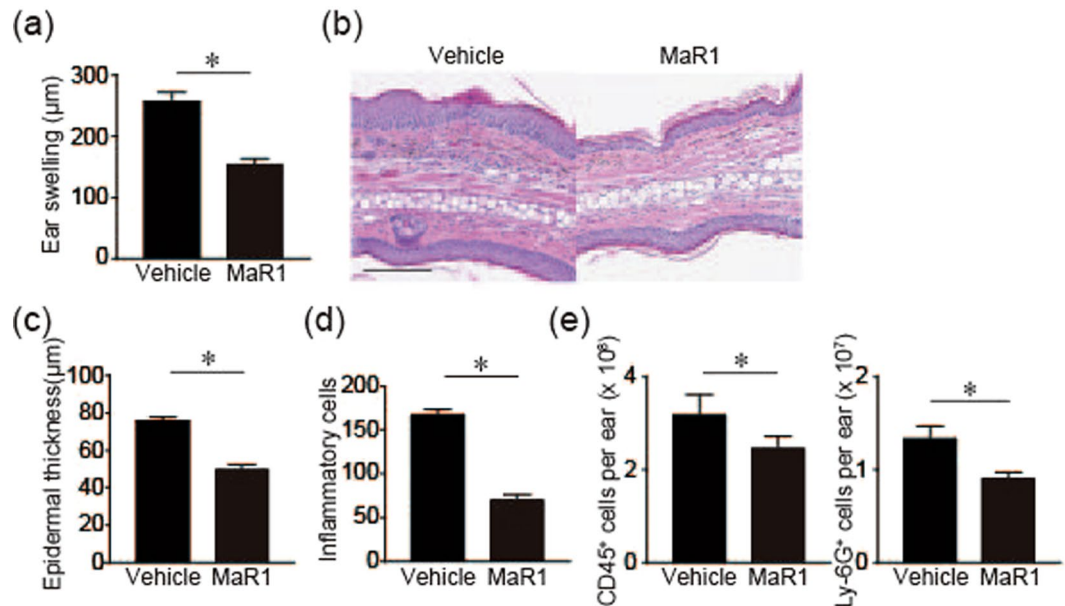 (a)
Ear swelling (μm)
300
200
100
0
*
Vehicle MaR1
(b)
Vehicle MaR1
(c)
Epidermal thickness(μm)
100
80
60
40
20
0
*
Vehicle MaR1
(d)
Inflammatory cells
200
150
100
50
0
*
Vehicle MaR1
(e)
CD45⁺ cells per ear (x 10⁸)
4
2
0
*
Vehicle MaR1
Ly-6G⁺ cells per ear (x 10⁷)
2
1
0
*
Vehicle MaR1